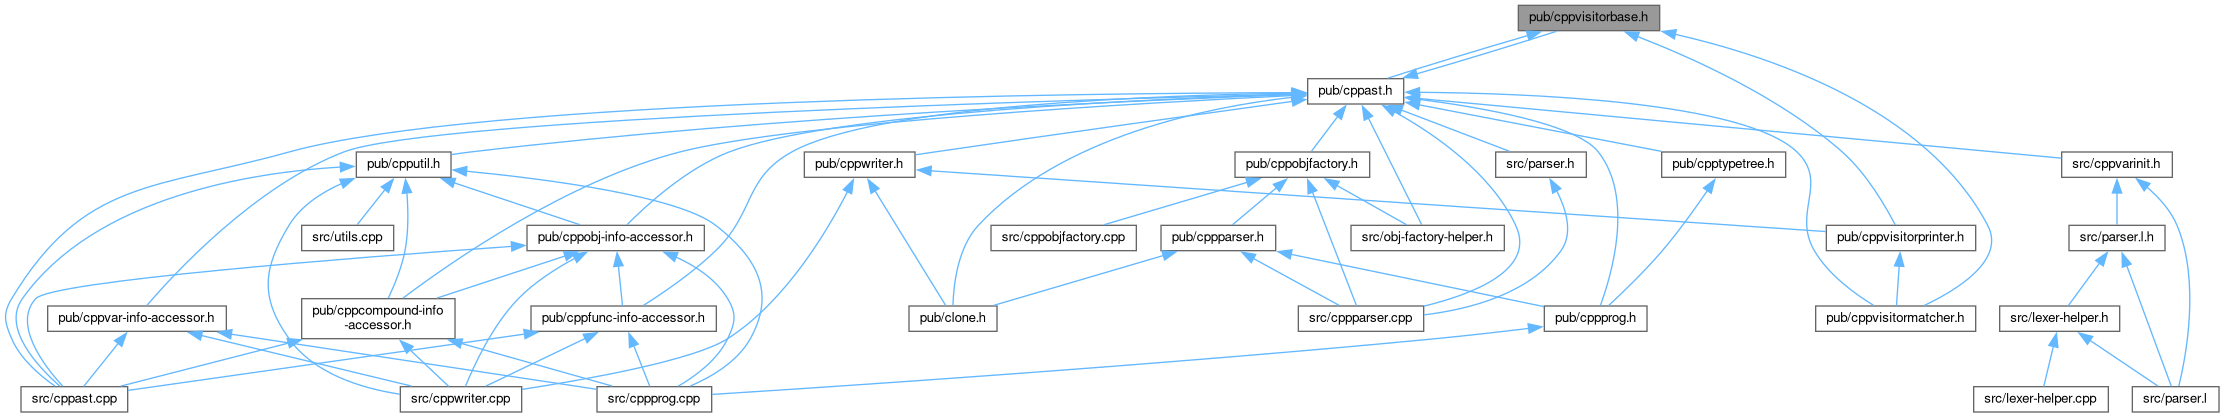 pub/cppvisitorbase.h
pub/cppast.h
pub/cpputil.h
pub/cppwriter.h
pub/cppobjfactory.h
src/parser.h
pub/cpptypetree.h
src/cppvarinit.h
src/utils.cpp
pub/cppobj-info-accessor.h
src/cppobjfactory.cpp
pub/cppparser.h
src/obj-factory-helper.h
pub/cppvisitorprinter.h
src/parser.l.h
pub/cppvar-info-accessor.h
pub/cppcompound-info
-accessor.h
pub/cppfunc-info-accessor.h
pub/clone.h
src/cppparser.cpp
pub/cppprog.h
pub/cppvisitormatcher.h
src/lexer-helper.h
src/cppast.cpp
src/cppwriter.cpp
src/cppprog.cpp
src/lexer-helper.cpp
src/parser.l